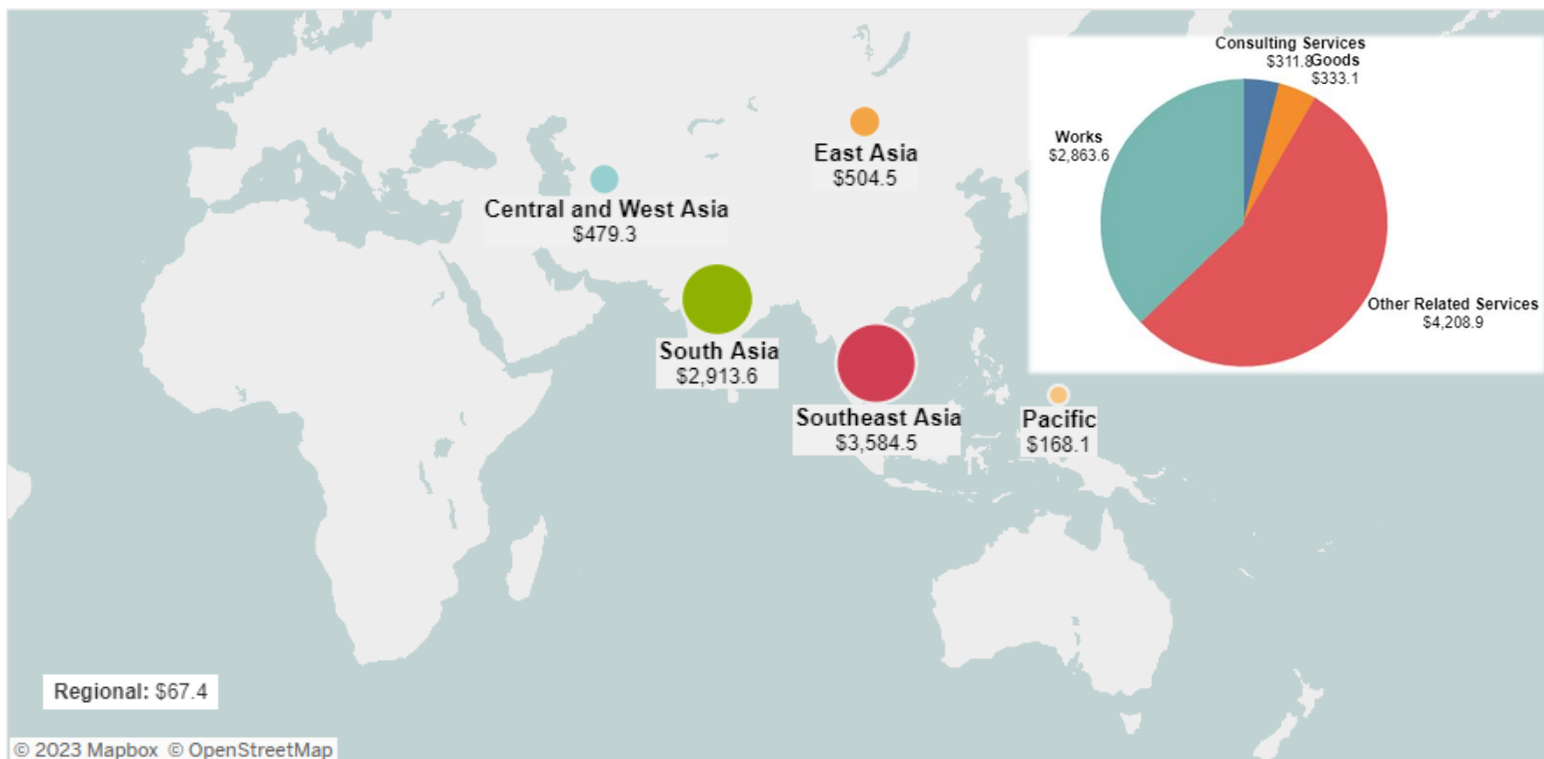 Consulting Services
$311.8
Goods
$333.1
Works
$2,863.6
Other Related Services
$4,208.9
East Asia
$504.5
Central and West Asia
$479.3
South Asia
$2,913.6
Southeast Asia
$3,584.5
Pacific
$168.1
Regional: $67.4
© 2023 Mapbox © OpenStreetMap